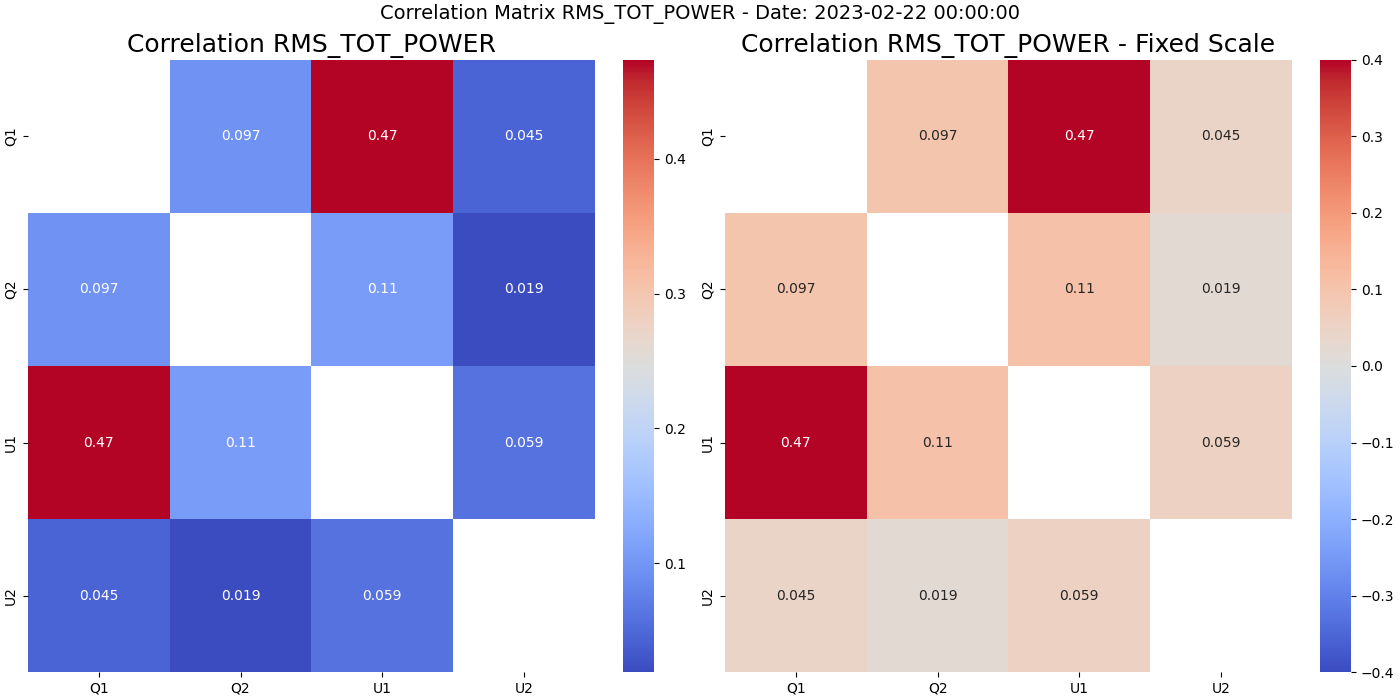 Correlation Matrix RMS_TOT_POWER - Date: 2023-02-22 00:00:00
Correlation RMS_TOT_POWER
Q1
0.097
0.47
0.045
Q2
0.097
0.11
0.019
U1
0.47
0.11
0.059
U2
0.045
0.019
0.059
Q1
Q2
U1
U2
0.4
0.3
0.2
0.1
Correlation RMS_TOT_POWER - Fixed Scale
Q1
0.097
0.47
0.045
Q2
0.097
0.11
0.019
U1
0.47
0.11
0.059
U2
0.045
0.019
0.059
Q1
Q2
U1
U2
0.4
0.3
0.2
0.1
0.0
−0.1
−0.2
−0.3
−0.4